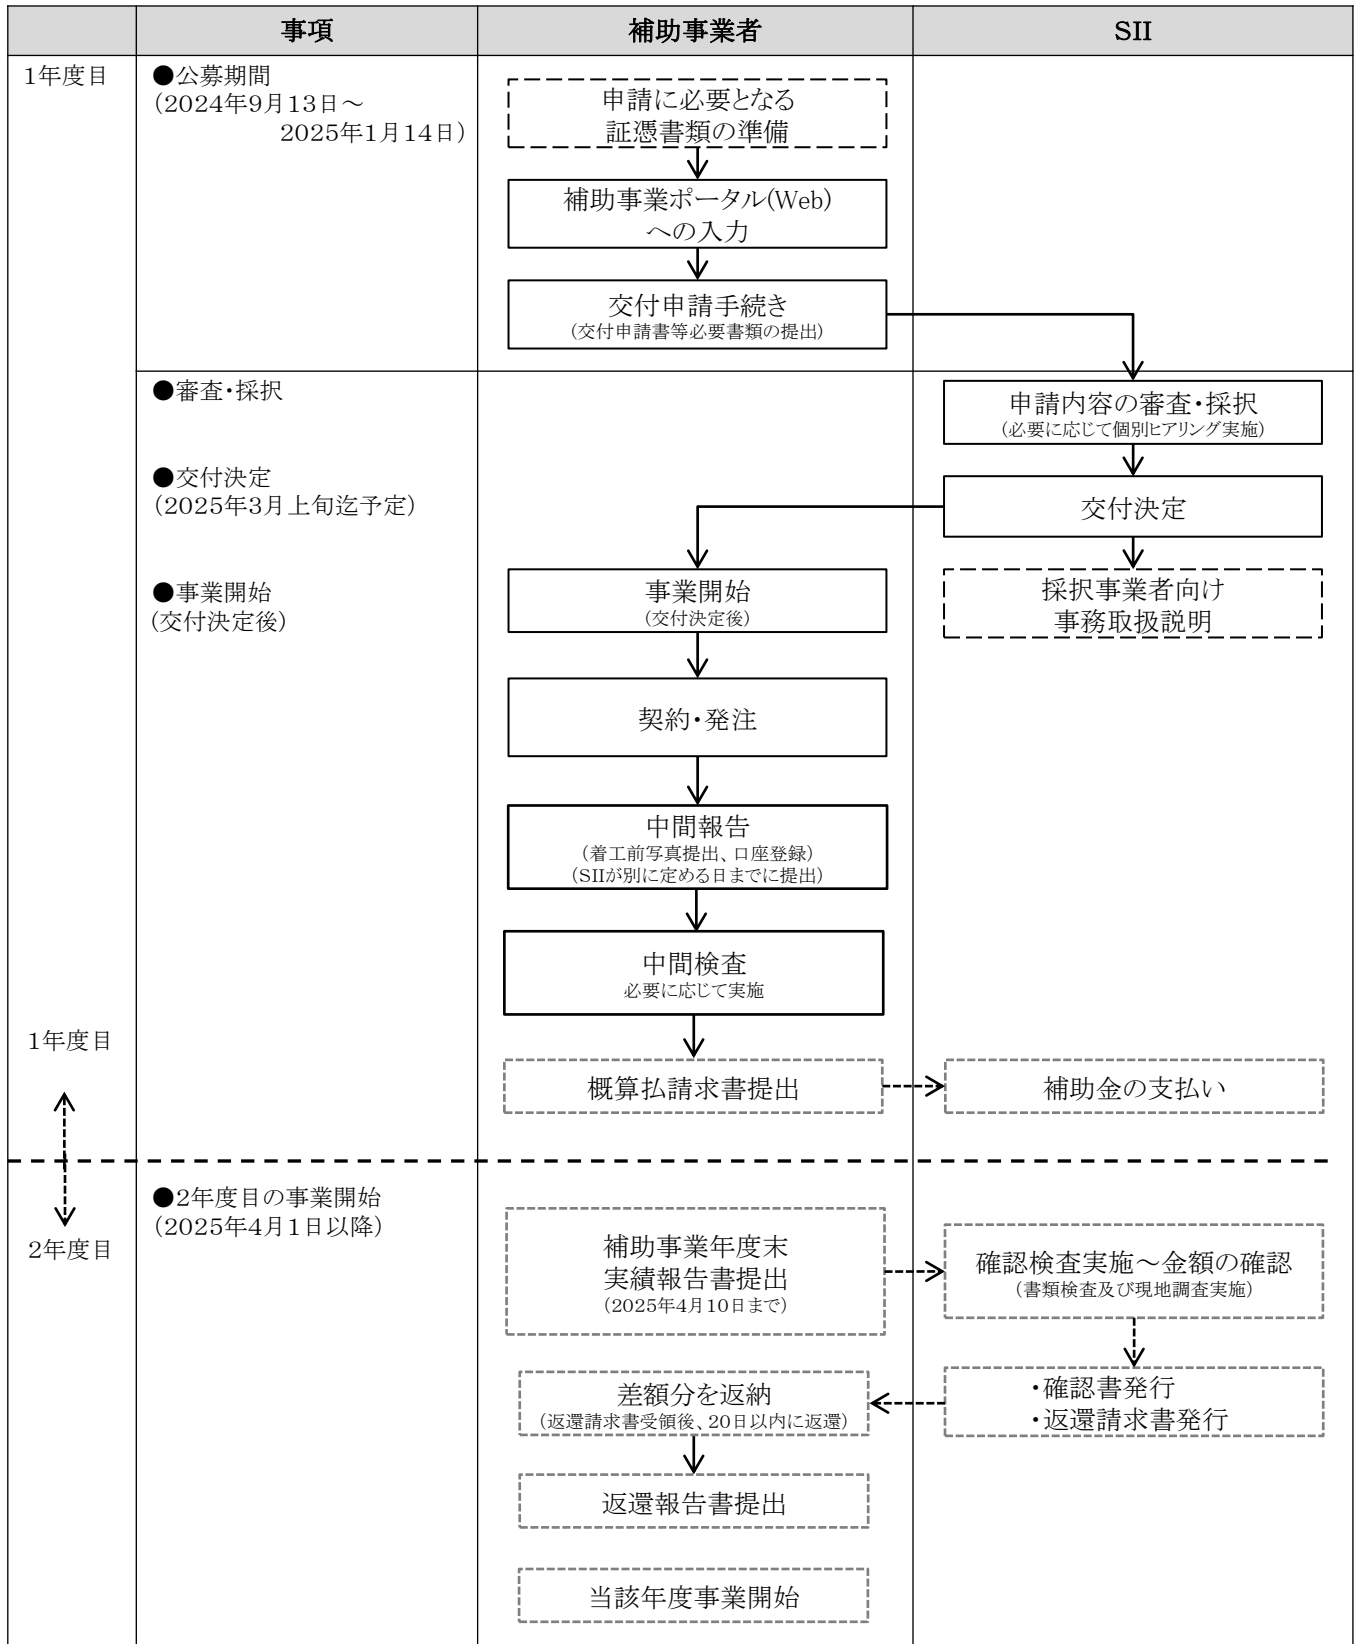 事項
補助事業者
SII
1年度目
●公募期間
(2024年9月13日～
2025年1月14日)
申請に必要となる
証憑書類の準備
補助事業ポータル(Web)
への入力
交付申請手続き
(交付申請書等必要書類の提出)
●審査・採択
申請内容の審査・採択
(必要に応じて個別ヒアリング実施)
●交付決定
(2025年3月上旬迄予定)
交付決定
●事業開始
(交付決定後)
事業開始
(交付決定後)
採択事業者向け
事務取扱説明
契約・発注
中間報告
(着工前写真提出、口座登録)
(SIIが別に定める日までに提出)
中間検査
必要に応じて実施
1年度目
概算払請求書提出
補助金の支払い
2年度目
●2年度目の事業開始
(2025年4月1日以降)
補助事業年度末
実績報告書提出
(2025年4月10日まで)
確認検査実施～金額の確認
(書類検査及び現地調査実施)
差額分を返納
(返還請求書受領後、20日以内に返還)
・確認書発行
・返還請求書発行
返還報告書提出
当該年度事業開始